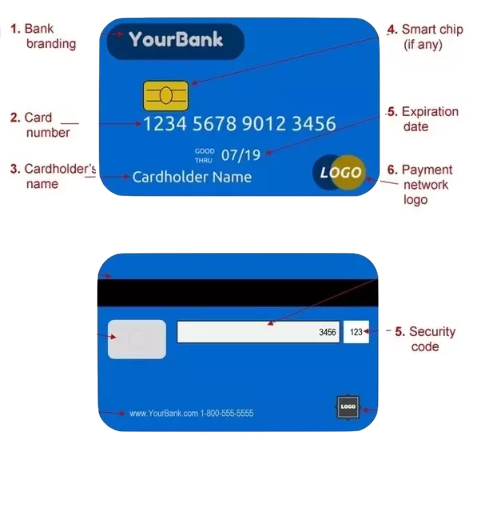 1. Bank
branding
YourBank
4. Smart chip
(if any)
2. Card
number
1234 5678 9012 3456
5. Expiration
date
GOOD
THRU
07/19
3. Cardholder's
name
Cardholder Name
LOGO
6. Payment
network
logo
3456
123
5. Security
code
www.YourBank.com 1-800-555-5555
LOGO